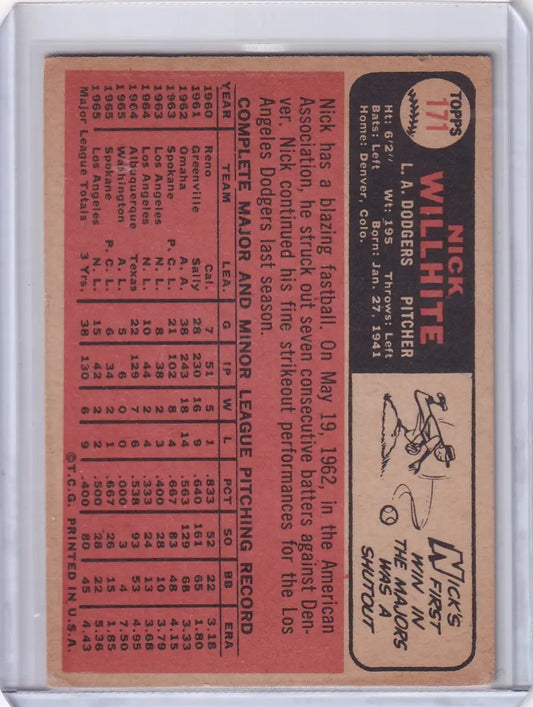 TOPPS
171
NICK
WILLHITE
L. A. DODGERS PITCHER
Ht: 6'2" Wt: 195 Throws: Left
Bats: Left Born: Jan. 27, 1941
Home: Denver, Colo.
NICK'S
FIRST
WIN IN
THE MAJORS
WAS A
SHUTOUT
Nick has a blazing fastball. On May 19, 1962, in the American
Association, he struck out seven consecutive batters against Den-
ver. Nick continued his fine strikeout performances for the Los
Angeles Dodgers last season.
COMPLETE MAJOR AND MINOR LEAGUE PITCHING RECORD
YEAR TEAM LEA. G IP W L PCT SO BB ERA
1960 Reno Cal. 7 51 5 1 .833 52 22 3.18
1961 Greenville Sally 28 230 16 9 .640 161 65 1.80
1962 Omaha A. A. 38 243 18 14 .563 129 68 3.33
1963 Spokane P. C. L. 21 102 8 4 .667 83 48 4.15
1963 Los Angeles N. L. 8 38 2 3 .400 28 10 3.79
1964 Los Angeles N. L. 10 44 2 4 .333 24 13 3.68
1964 Albuquerque Texas 22 129 7 6 .538 93 53
1965 Washington A. L. 5 6 0 0 .000 3 4 7.50
1965 Spokane P. C. L. 6 34 2 1 .667 26 15 1.85
1965 Los Angeles N. L. 15 42 2 2 .500 28 22 5.36
Major League Totals 3 Yrs. 38 130 6 9 .400 80 45 4.43
© T.C.G. PRINTED IN U.S.A.